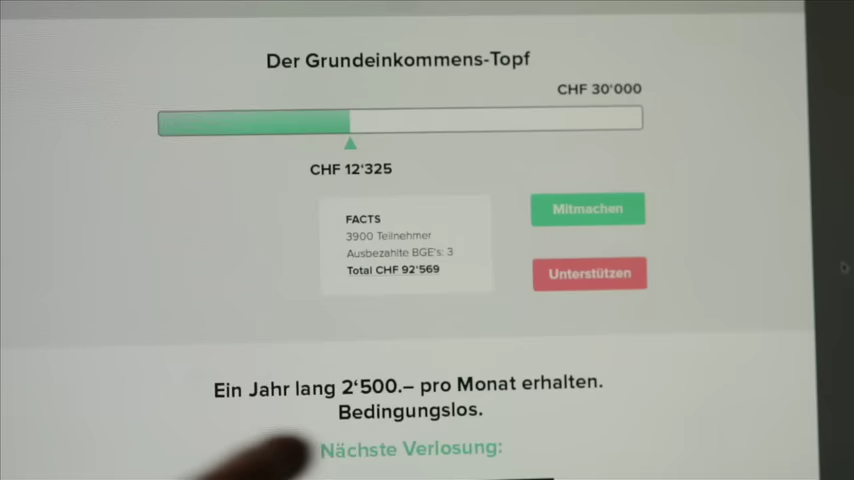 Der Grundeinkommens-Topf
CHF 30'000
CHF 12'325
FACTS
3900 Teilnehmer
Ausbezahlte BGE's: 3
Total CHF 92'569
Mitmachen
Unterstützen
Ein Jahr lang 2'500.– pro Monat erhalten.
Bedingungslos.
Nächste Verlosung: